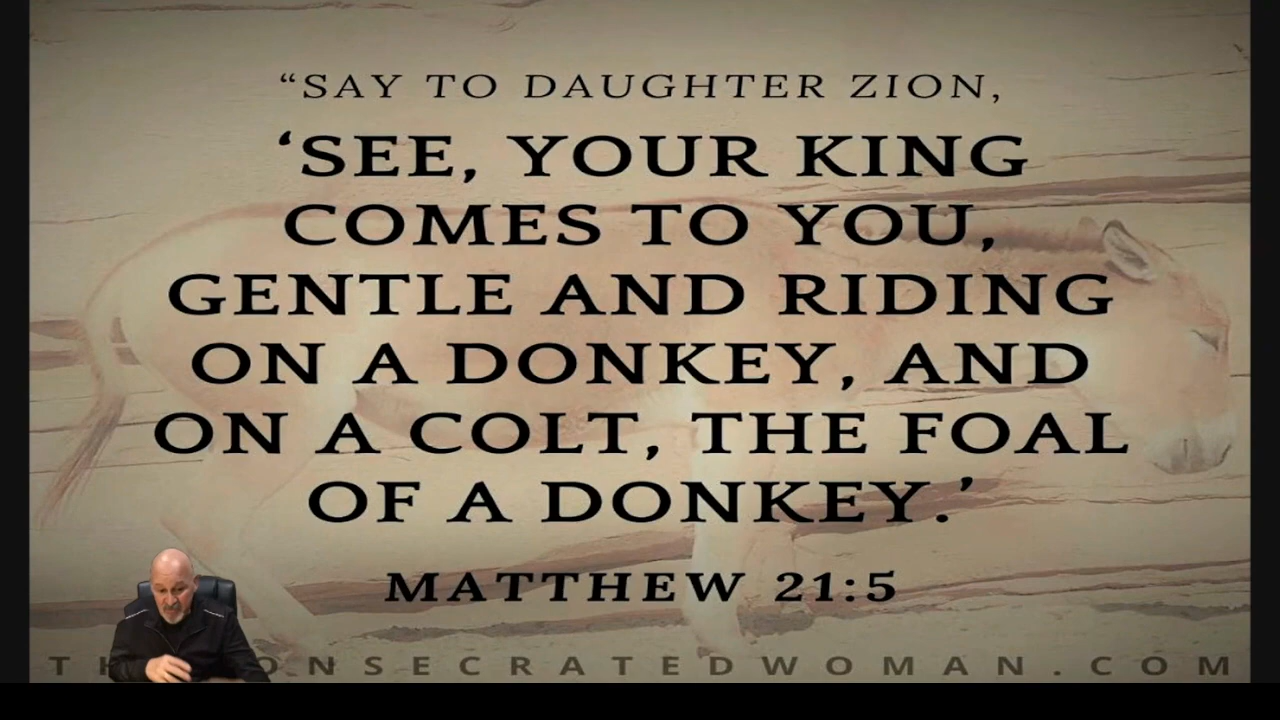 “SAY TO DAUGHTER ZION,
‘SEE, YOUR KING
COMES TO YOU,
GENTLE AND RIDING
ON A DONKEY, AND
ON A COLT, THE FOAL
OF A DONKEY.’
MATTHEW 21:5
ONSECRATEDWOMAN.COM